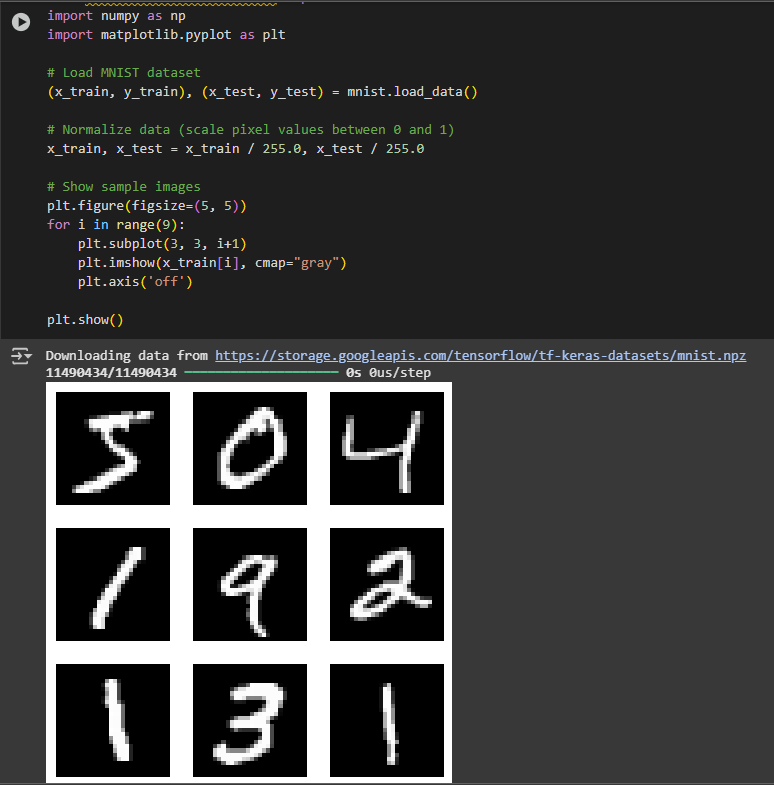 import numpy as np
import matplotlib.pyplot as plt
# Load MNIST dataset
(x_train, y_train), (x_test, y_test) = mnist.load_data()
# Normalize data (scale pixel values between 0 and 1)
x_train, x_test = x_train / 255.0, x_test / 255.0
# Show sample images
plt.figure(figsize=(5, 5))
for i in range(9):
    plt.subplot(3, 3, i+1)
    plt.imshow(x_train[i], cmap="gray")
    plt.axis('off')
plt.show()
Downloading data from https://storage.googleapis.com/tensorflow/tf-keras-datasets/mnist.npz
11490434/11490434 ━━━━━━━━━━━━━━━━━━━━ 0s 0us/step
5 0 4
1 9 2
1 3 1